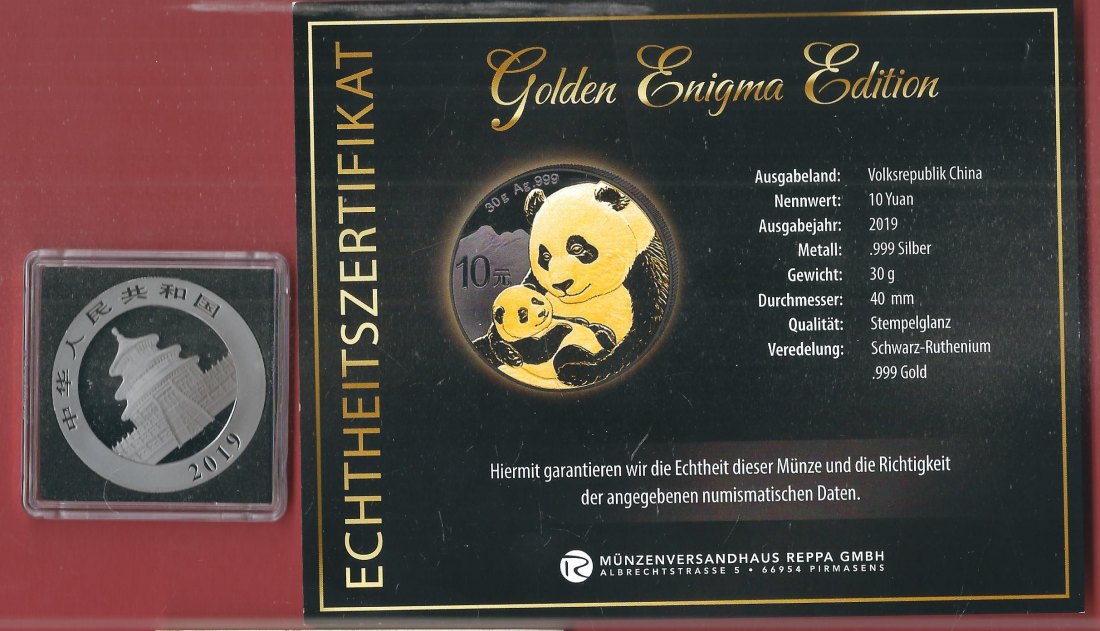 中华人民共和国
2019
ECHTHEITSZERTIFIKAT
Golden Enigma Edition
30g Ag.999
10元
Ausgabeland: Volksrepublik China
Nennwert: 10 Yuan
Ausgabejahr: 2019
Metall: .999 Silber
Gewicht: 30 g
Durchmesser: 40 mm
Qualität: Stempelglanz
Veredelung: Schwarz-Ruthenium
.999 Gold
Hiermit garantieren wir die Echtheit dieser Münze und die Richtigkeit
der angegebenen numismatischen Daten.
R MÜNZENVERSANDHAUS REPPA GMBH
ALBRECHTSTRASSE 5 • 66954 PIRMASENS